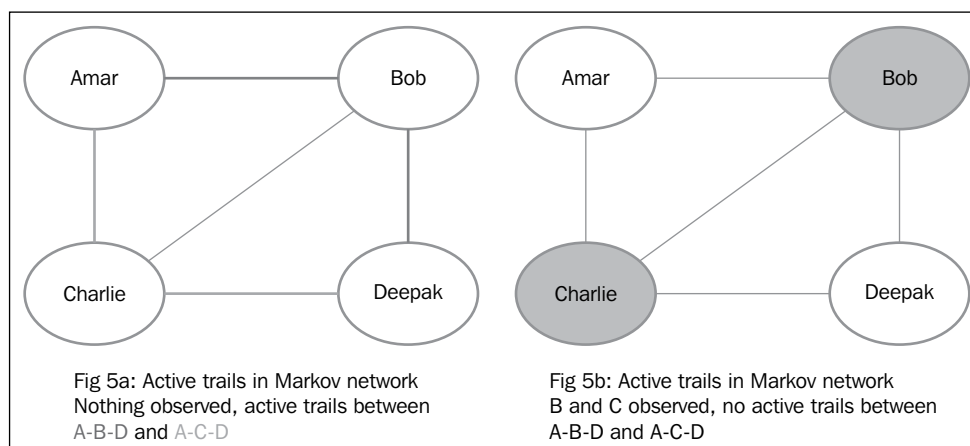 Amar
Bob
Charlie
Deepak
Fig 5a: Active trails in Markov network
Nothing observed, active trails between
A-B-D and A-C-D
Amar
Bob
Charlie
Deepak
Fig 5b: Active trails in Markov network
B and C observed, no active trails between
A-B-D and A-C-D